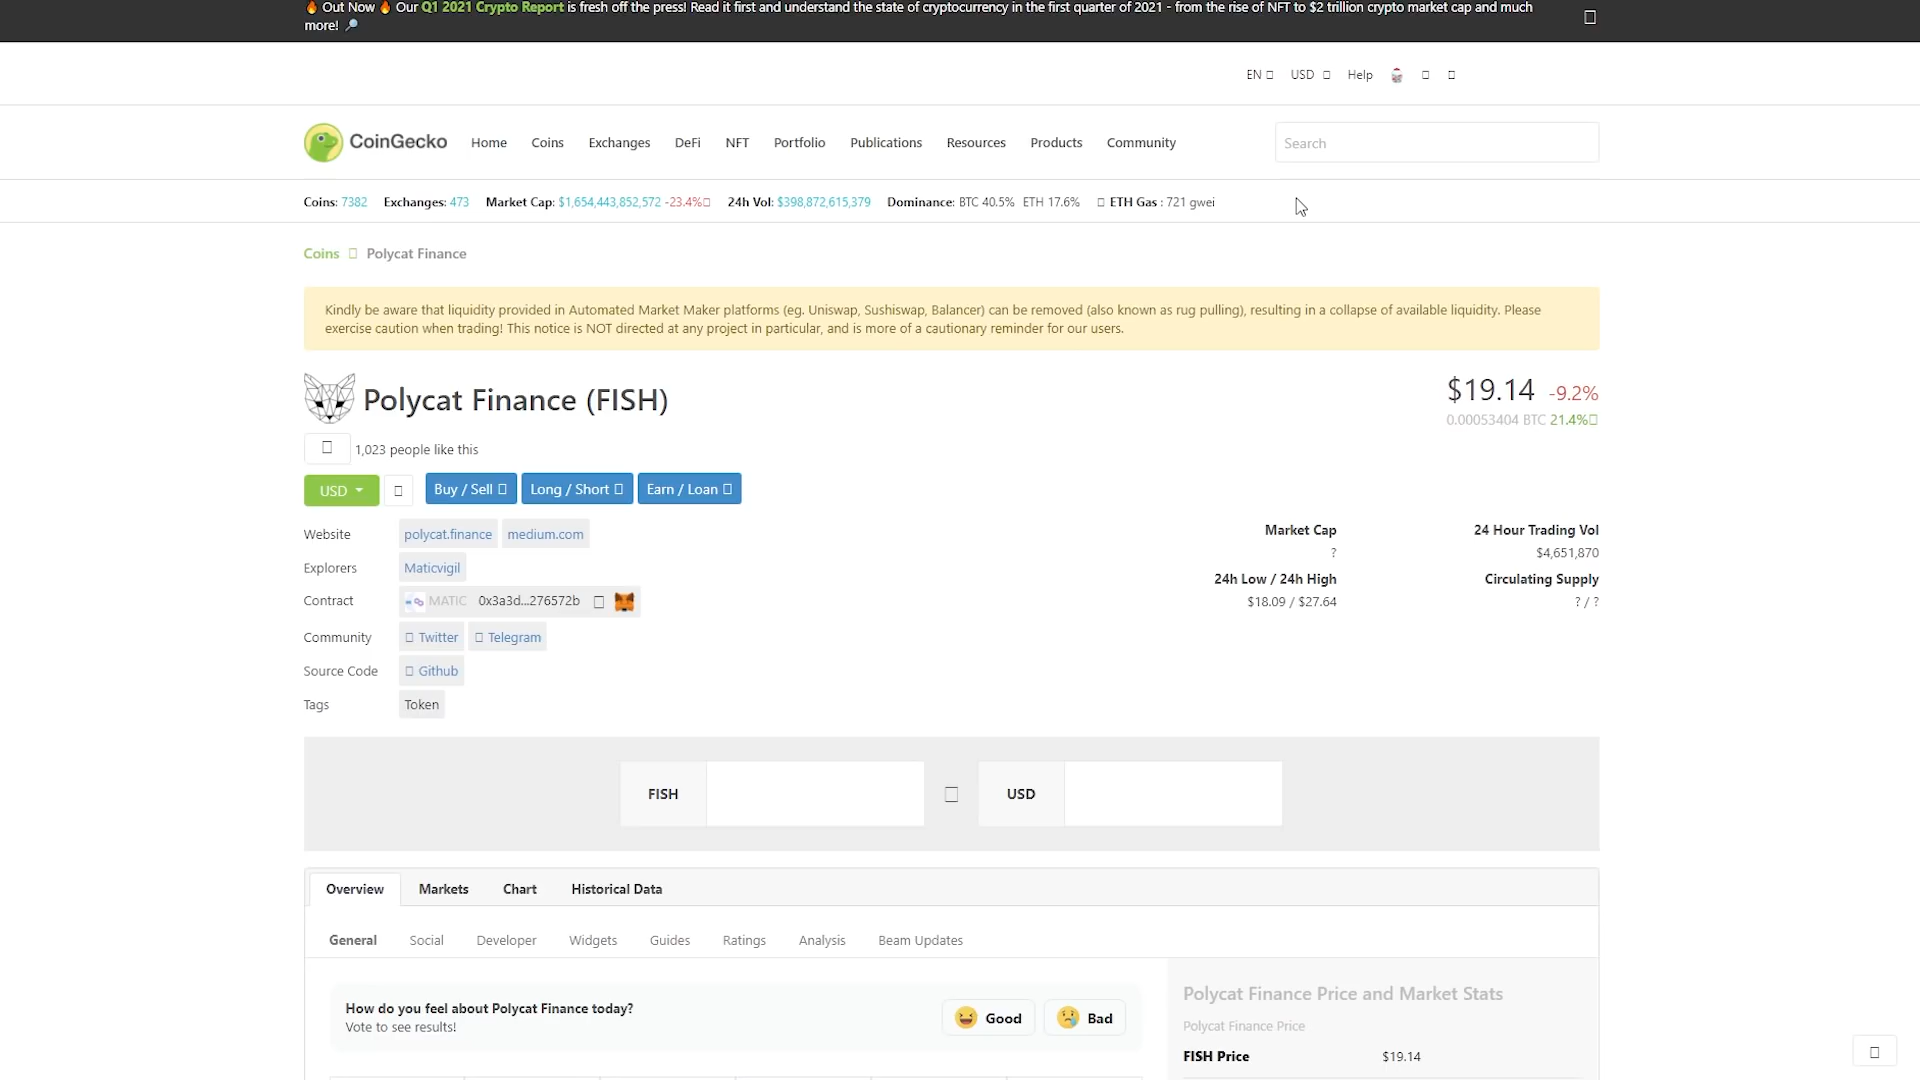 🔥 Out Now 🔥 Our Q1 2021 Crypto Report is fresh off the press! Read it first and understand the state of cryptocurrency in the first quarter of 2021 - from the rise of NFT to $2 trillion crypto market cap and much
more! 🔎
EN USD Help
CoinGecko Home Coins Exchanges DeFi NFT Portfolio Publications Resources Products Community Search
Coins: 7382 Exchanges: 473 Market Cap: $1,654,443,852,572 -23.4% 24h Vol: $398,872,615,379 Dominance: BTC 40.5% ETH 17.6% ETH Gas : 721 gwei
Coins Polycat Finance
Kindly be aware that liquidity provided in Automated Market Maker platforms (eg. Uniswap, Sushiswap, Balancer) can be removed (also known as rug pulling), resulting in a collapse of available liquidity. Please
exercise caution when trading! This notice is NOT directed at any project in particular, and is more of a cautionary reminder for our users.
Polycat Finance (FISH) $19.14 -9.2%
0.00053404 BTC 21.4%
1,023 people like this
USD Buy / Sell Long / Short Earn / Loan
Website polycat.finance medium.com
Explorers Maticvigil
Contract MATIC 0x3a3d...276572b
Community Twitter Telegram
Source Code Github
Tags Token
Market Cap 24 Hour Trading Vol
? $4,651,870
24h Low / 24h High Circulating Supply
$18.09 / $27.64 ? / ?
FISH USD
Overview Markets Chart Historical Data
General Social Developer Widgets Guides Ratings Analysis Beam Updates
How do you feel about Polycat Finance today?
Vote to see results!
Good Bad
Polycat Finance Price and Market Stats
Polycat Finance Price
FISH Price $19.14